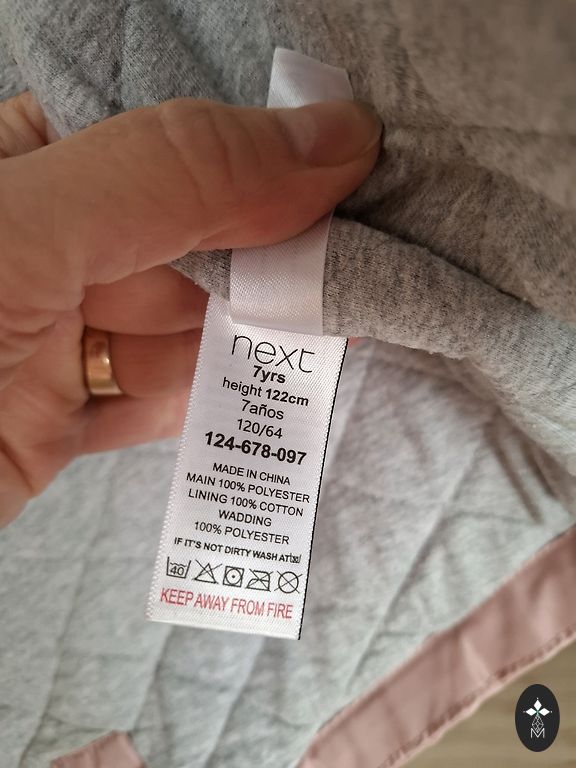 next
7yrs
height 122cm
7años
120/64
124-678-097
MADE IN CHINA
MAIN 100% POLYESTER
LINING 100% COTTON
WADDING
100% POLYESTER
IF IT'S NOT DIRTY WASH AT
40
KEEP AWAY FROM FIRE
M